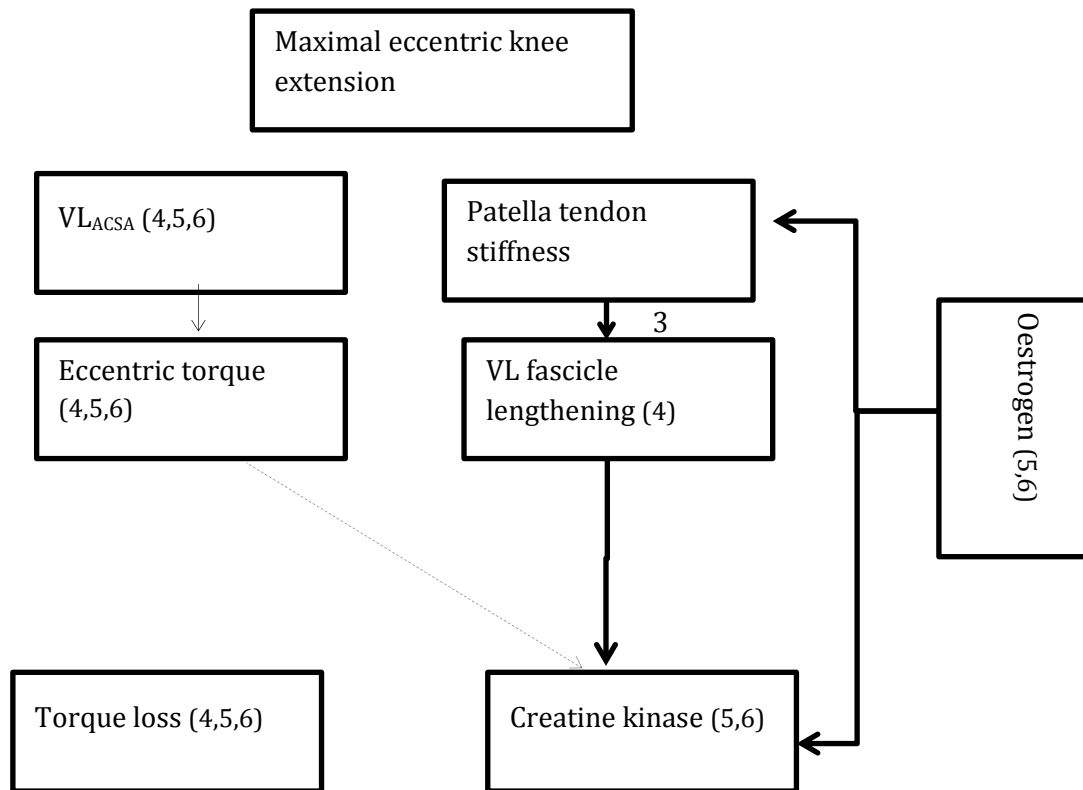 Maximal eccentric knee
extension
VLACSA (4,5,6)
Patella tendon
stiffness
3
Eccentric torque
(4,5,6)
VL fascicle
lengthening (4)
Oestrogen (5,6)
Torque loss (4,5,6)
Creatine kinase (5,6)